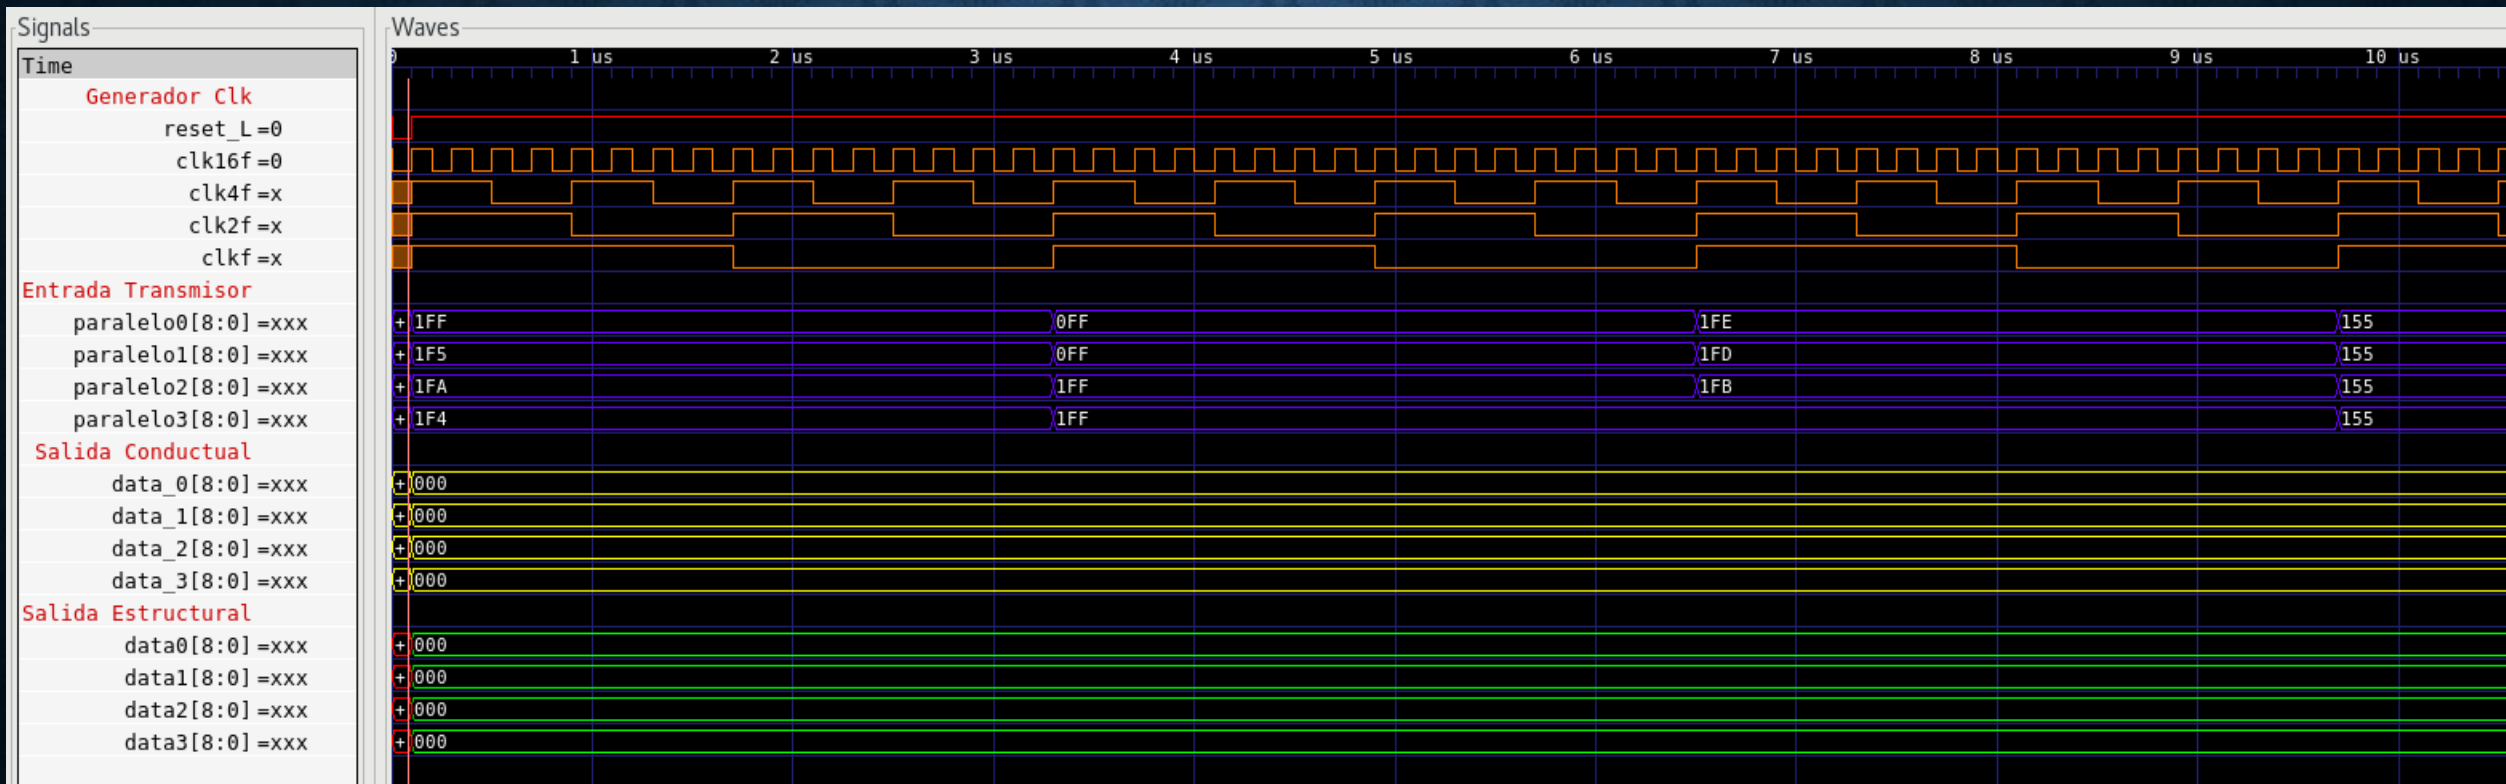 Signals
Waves
Time
0 1 us 2 us 3 us 4 us 5 us 6 us 7 us 8 us 9 us 10 us
Generador Clk
reset_L =0
clk16f=0
clk4f=x
clk2f=x
clkf=x
Entrada Transmisor
paralelo0[8:0] =xxx + 1FF 0FF 1FE 155
paralelo1[8:0] =xxx + 1F5 0FF 1FD 155
paralelo2[8:0] =xxx + 1FA 1FF 1FB 155
paralelo3[8:0] =xxx + 1F4 1FF 155
Salida Conductual
data_0[8:0] =xxx + 000
data_1[8:0] =xxx + 000
data_2[8:0] =xxx + 000
data_3[8:0] =xxx + 000
Salida Estructural
data0[8:0] =xxx + 000
data1[8:0] =xxx + 000
data2[8:0] =xxx + 000
data3[8:0] =xxx + 000